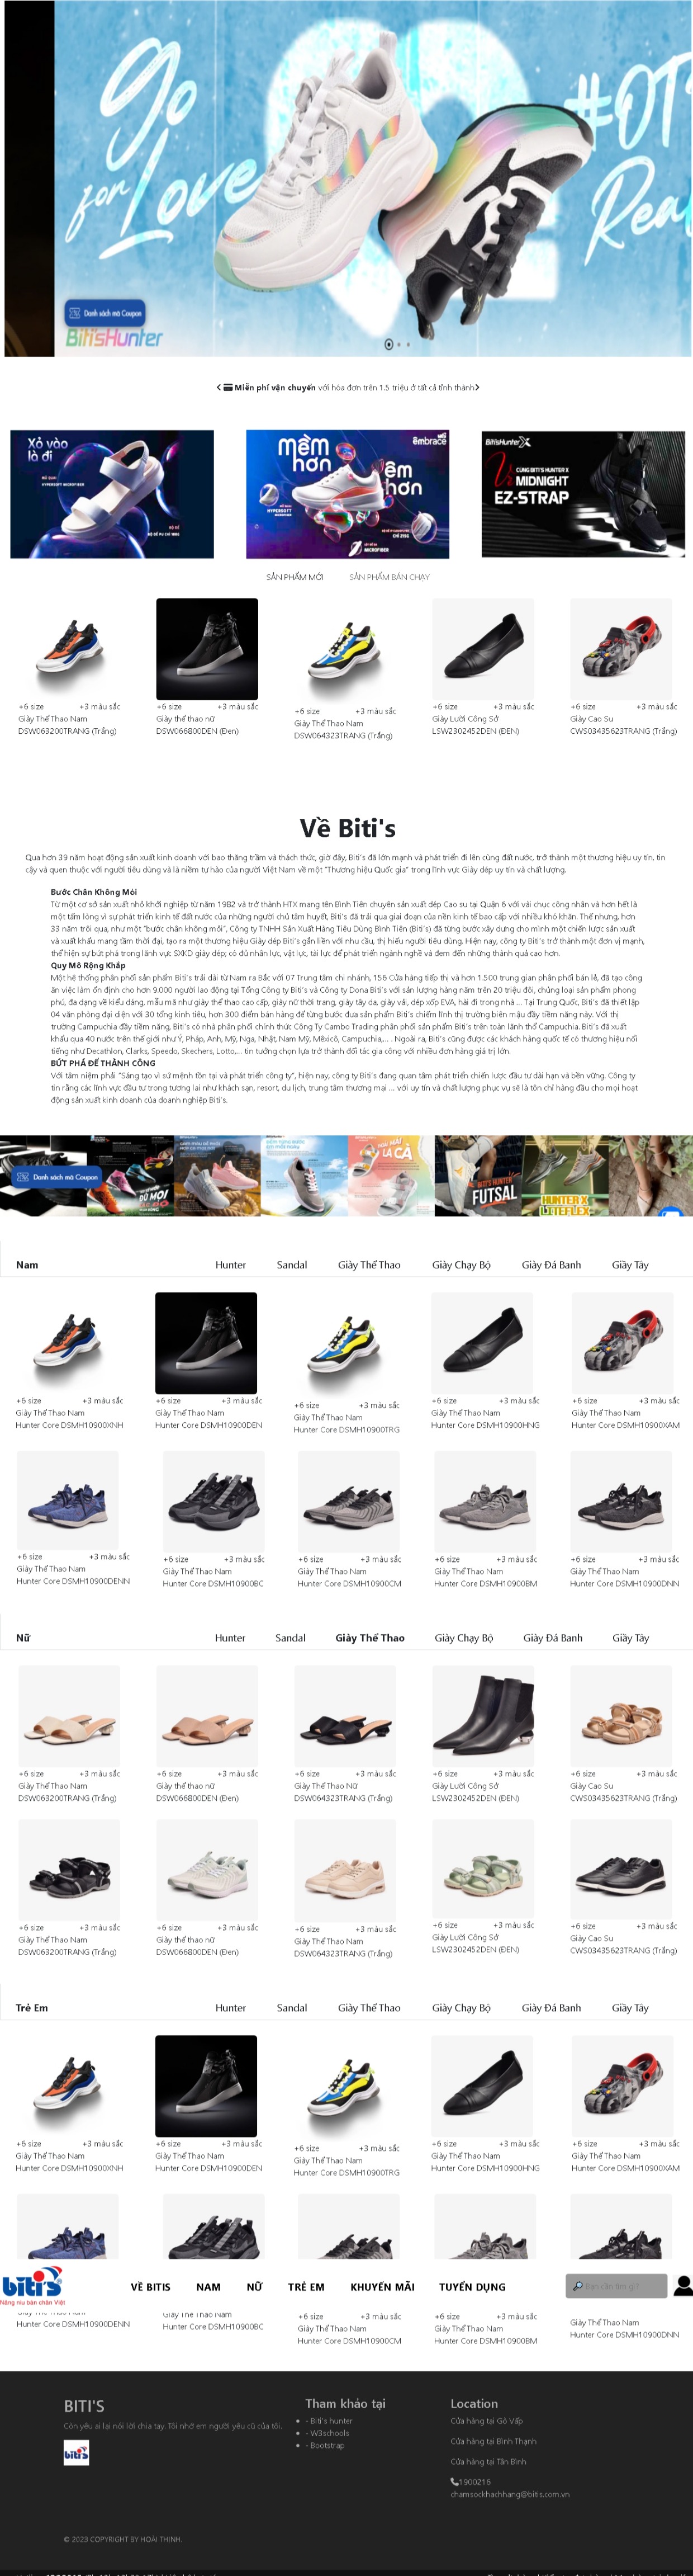 go for Love
#OT
Rea
Danh sách mã Coupon
Biti'sHunter
Miễn phí vận chuyển với hóa đơn trên 1.5 triệu ở tất cả tỉnh thành
Xỏ vào
là đi
HYPERSOFT MICROFIBER
mềm
hơn
êm
hơn
embrace
HYPERSOFT
MICROFIBER
Biti'sHunter X
CÙNG BITI'S HUNTER X
MIDNIGHT
EZ-STRAP
SẢN PHẨM MỚI SẢN PHẨM BÁN CHẠY
+6 size +3 màu sắc
Giày Thể Thao Nam
DSW063200TRANG (Trắng)
+6 size +3 màu sắc
Giày thể thao nữ
DSW066800DEN (Đen)
+6 size +3 màu sắc
Giày Thể Thao Nam
DSW064323TRANG (Trắng)
+6 size +3 màu sắc
Giày Lười Công Sở
LSW2302452DEN (ĐEN)
+6 size +3 màu sắc
Giày Cao Su
CWS03435623TRANG (Trắng)
Về Biti's
Qua hơn 39 năm hoạt động sản xuất kinh doanh với bao thăng trầm và thách thức, giờ đây, Biti's đã lớn mạnh và phát triển đi lên cùng đất nước, trở thành một thương hiệu uy tín, tin
cậy và quen thuộc với người tiêu dùng và là niềm tự hào của người Việt Nam về một "Thương hiệu Quốc gia" trong lĩnh vực Giày dép uy tín và chất lượng.
Bước Chân Không Mỏi
Từ một cơ sở sản xuất nhỏ khởi nghiệp từ năm 1982 và trở thành HTX mang tên Bình Tiên chuyên sản xuất dép Cao su tại Quận 6 với vài chục công nhân và hơn hết là
một tấm lòng vì sự phát triển kinh tế đất nước của những người chủ tâm huyết, Biti's đã trải qua giai đoạn của nền kinh tế bao cấp với nhiều khó khăn. Thế nhưng, hơn
33 năm trôi qua, như một "bước chân không mỏi", Công ty TNHH Sản Xuất Hàng Tiêu Dùng Bình Tiên (Biti's) đã từng bước xây dựng cho mình một chiến lược sản xuất
và xuất khẩu mang tầm thời đại, tạo ra một thương hiệu Giày dép Biti's gắn liền với nhu cầu, thị hiếu người tiêu dùng. Hiện nay, công ty Biti's trở thành một đơn vị mạnh,
thể hiện sự bứt phá trong lãnh vực SXKD giày dép; có đủ nhân lực, vật lực, tài lực để phát triển ngành nghề và đem đến những thành quả cao hơn.
Quy Mô Rộng Khắp
Một hệ thống phân phối sản phẩm Biti's trải dài từ Nam ra Bắc với 07 Trung tâm chi nhánh, 156 Cửa hàng tiếp thị và hơn 1.500 trung gian phân phối bán lẻ, đã tạo công
ăn việc làm ổn định cho hơn 9.000 người lao động tại Tổng Công ty Biti's và Công ty Dona Biti's với sản lượng hàng năm trên 20 triệu đôi, chủng loại sản phẩm phong
phú, đa dạng về kiểu dáng, mẫu mã như giày thể thao cao cấp, giày nữ thời trang, giày tây da, giày vải, dép xốp EVA, hài đi trong nhà ... Tại Trung Quốc, Biti's đã thiết lập
04 văn phòng đại diện với 30 tổng kinh tiêu, hơn 300 điểm bán hàng để từng bước đưa sản phẩm Biti's chiếm lĩnh thị trường biên mậu đầy tiềm năng này. Với thị
trường Campuchia đầy tiềm năng, Biti's có nhà phân phối chính thức Công Ty Cambo Trading phân phối sản phẩm Biti's trên toàn lãnh thổ Campuchia. Biti's đã xuất
khẩu qua 40 nước trên thế giới như Ý, Pháp, Anh, Mỹ, Nga, Nhật, Nam Mỹ, Mêxicô, Campuchia,... . Ngoài ra, Biti's cũng được các khách hàng quốc tế có thương hiệu nổi
tiếng như Decathlon, Clarks, Speedo, Skechers, Lotto,... tin tưởng chọn lựa trở thành đối tác gia công với nhiều đơn hàng giá trị lớn.
BỨT PHÁ ĐỂ THÀNH CÔNG
Với tâm niệm phải "Sáng tạo vì sứ mệnh tồn tại và phát triển công ty", hiện nay, công ty Biti's đang quan tâm phát triển chiến lược đầu tư dài hạn và bền vững. Công ty
tin rằng các lĩnh vực đầu tư trong tương lai như khách sạn, resort, du lịch, trung tâm thương mại ... với uy tín và chất lượng phục vụ sẽ là tôn chỉ hàng đầu cho mọi hoạt
động sản xuất kinh doanh của doanh nghiệp Biti's.
Danh sách mã Coupon
ĐỦ MỌI
LA CÀ
BITI'S HUNTER
FUTSAL
HUNTER X
LITEFLEX
Nam Hunter Sandal Giày Thể Thao Giày Chạy Bộ Giày Đá Banh Giày Tây
+6 size +3 màu sắc
Giày Thể Thao Nam
Hunter Core DSMH10900XNH
+6 size +3 màu sắc
Giày Thể Thao Nam
Hunter Core DSMH10900DEN
+6 size +3 màu sắc
Giày Thể Thao Nam
Hunter Core DSMH10900TRG
+6 size +3 màu sắc
Giày Thể Thao Nam
Hunter Core DSMH10900HNG
+6 size +3 màu sắc
Giày Thể Thao Nam
Hunter Core DSMH10900XAM
+6 size +3 màu sắc
Giày Thể Thao Nam
Hunter Core DSMH10900DENN
+6 size +3 màu sắc
Giày Thể Thao Nam
Hunter Core DSMH10900BC
+6 size +3 màu sắc
Giày Thể Thao Nam
Hunter Core DSMH10900CM
+6 size +3 màu sắc
Giày Thể Thao Nam
Hunter Core DSMH10900BM
+6 size +3 màu sắc
Giày Thể Thao Nam
Hunter Core DSMH10900DNN
Nữ Hunter Sandal Giày Thể Thao Giày Chạy Bộ Giày Đá Banh Giày Tây
+6 size +3 màu sắc
Giày Thể Thao Nam
DSW063200TRANG (Trắng)
+6 size +3 màu sắc
Giày thể thao nữ
DSW066800DEN (Đen)
+6 size +3 màu sắc
Giày Thể Thao Nữ
DSW064323TRANG (Trắng)
+6 size +3 màu sắc
Giày Lười Công Sở
LSW2302452DEN (ĐEN)
+6 size +3 màu sắc
Giày Cao Su
CWS03435623TRANG (Trắng)
+6 size +3 màu sắc
Giày Thể Thao Nam
DSW063200TRANG (Trắng)
+6 size +3 màu sắc
Giày thể thao nữ
DSW066800DEN (Đen)
+6 size +3 màu sắc
Giày Thể Thao Nam
DSW064323TRANG (Trắng)
+6 size +3 màu sắc
Giày Lười Công Sở
LSW2302452DEN (ĐEN)
+6 size +3 màu sắc
Giày Cao Su
CWS03435623TRANG (Trắng)
Trẻ Em Hunter Sandal Giày Thể Thao Giày Chạy Bộ Giày Đá Banh Giày Tây
+6 size +3 màu sắc
Giày Thể Thao Nam
Hunter Core DSMH10900XNH
+6 size +3 màu sắc
Giày Thể Thao Nam
Hunter Core DSMH10900DEN
+6 size +3 màu sắc
Giày Thể Thao Nam
Hunter Core DSMH10900TRG
+6 size +3 màu sắc
Giày Thể Thao Nam
Hunter Core DSMH10900HNG
+6 size +3 màu sắc
Giày Thể Thao Nam
Hunter Core DSMH10900XAM
biti's
Nâng niu bàn chân Việt
VỀ BITIS NAM NỮ TRẺ EM KHUYẾN MÃI TUYỂN DỤNG
Bạn cần tìm gì?
Giày Thể Thao Nam
Hunter Core DSMH10900DENN
Giày Thể Thao Nam
Hunter Core DSMH10900BC
+6 size +3 màu sắc
Giày Thể Thao Nam
Hunter Core DSMH10900CM
+6 size +3 màu sắc
Giày Thể Thao Nam
Hunter Core DSMH10900BM
Giày Thể Thao Nam
Hunter Core DSMH10900DNN
BITI'S
Còn yêu ai lại nói lời chia tay. Tôi nhớ em người yêu cũ của tôi.
biti's
Tham khảo tại
- Biti's hunter
- W3schools
- Bootstrap
Location
Cửa hàng tại Gò Vấp
Cửa hàng tại Bình Thạnh
Cửa hàng tại Tân Bình
1900216
chamsockhachhang@bitis.com.vn
© 2023 COPYRIGHT BY HOÀI THỊNH.